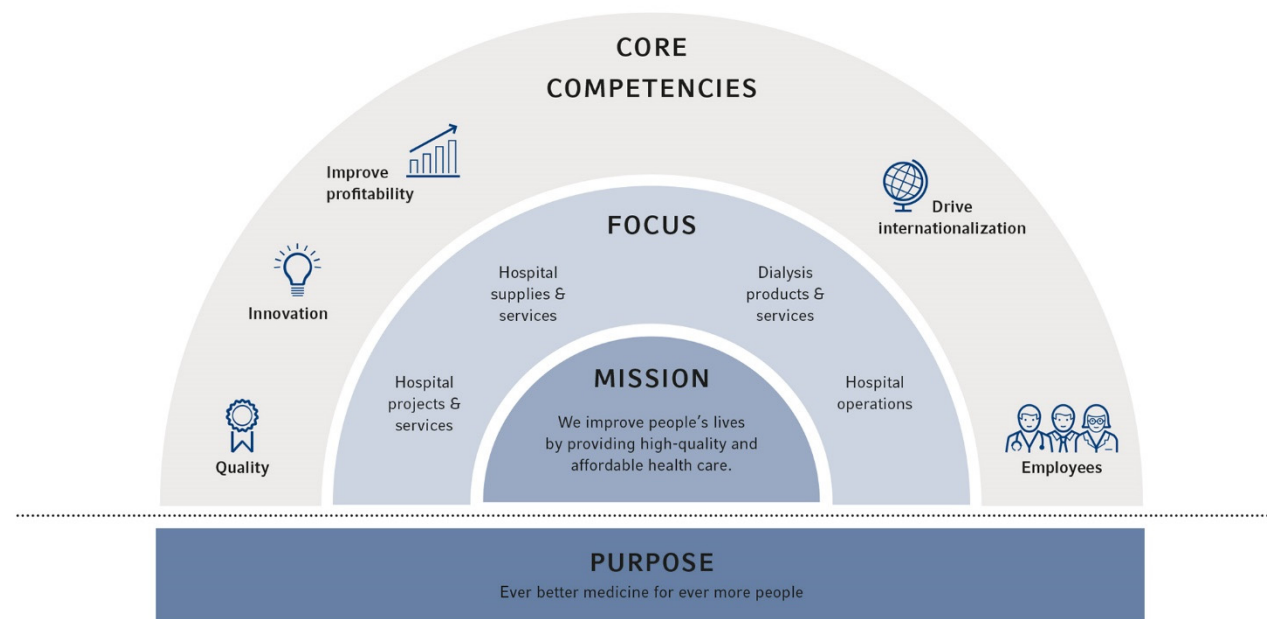 CORE
COMPETENCIES
Improve
profitability
Drive
internationalization
Innovation
Quality
Employees
FOCUS
Hospital
supplies &
services
Dialysis
products &
services
Hospital
projects &
services
Hospital
operations
MISSION
We improve people's lives
by providing high-quality and
affordable health care.
PURPOSE
Ever better medicine for ever more people